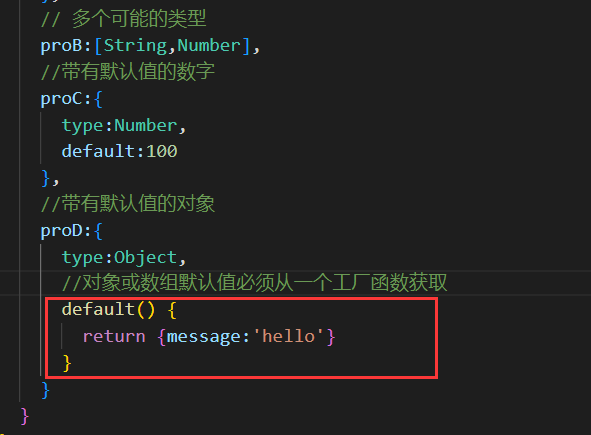 },
// 多个可能的类型
proB:[String,Number],
//带有默认值的数字
proC:{
type:Number,
default:100
},
//带有默认值的对象
proD:{
type:Object,
//对象或数组默认值必须从一个工厂函数获取
default() {
return {message:'hello'}
}
}
}